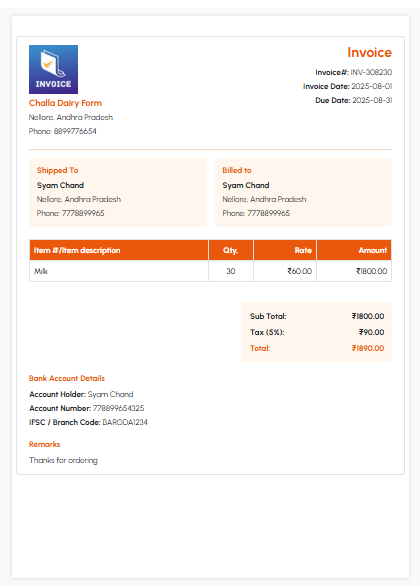 INVOICE
Invoice
Invoice#: INV-308230
Invoice Date: 2025-08-01
Due Date: 2025-08-31
Challa Dairy Form
Nellore, Andhra Pradesh
Phone: 8899776654
Shipped To
Syam Chand
Nellore, Andhra Pradesh
Phone: 7778899965
Billed to
Syam Chand
Nellore, Andhra Pradesh
Phone: 7778899965
Item #/Item description Qty. Rate Amount
Milk 30 ₹60.00 ₹1800.00
Sub Total: ₹1800.00
Tax (5%): ₹90.00
Total: ₹1890.00
Bank Account Details
Account Holder: Syam Chand
Account Number: 778899654325
IFSC / Branch Code: BARODA1234
Remarks
Thanks for ordering